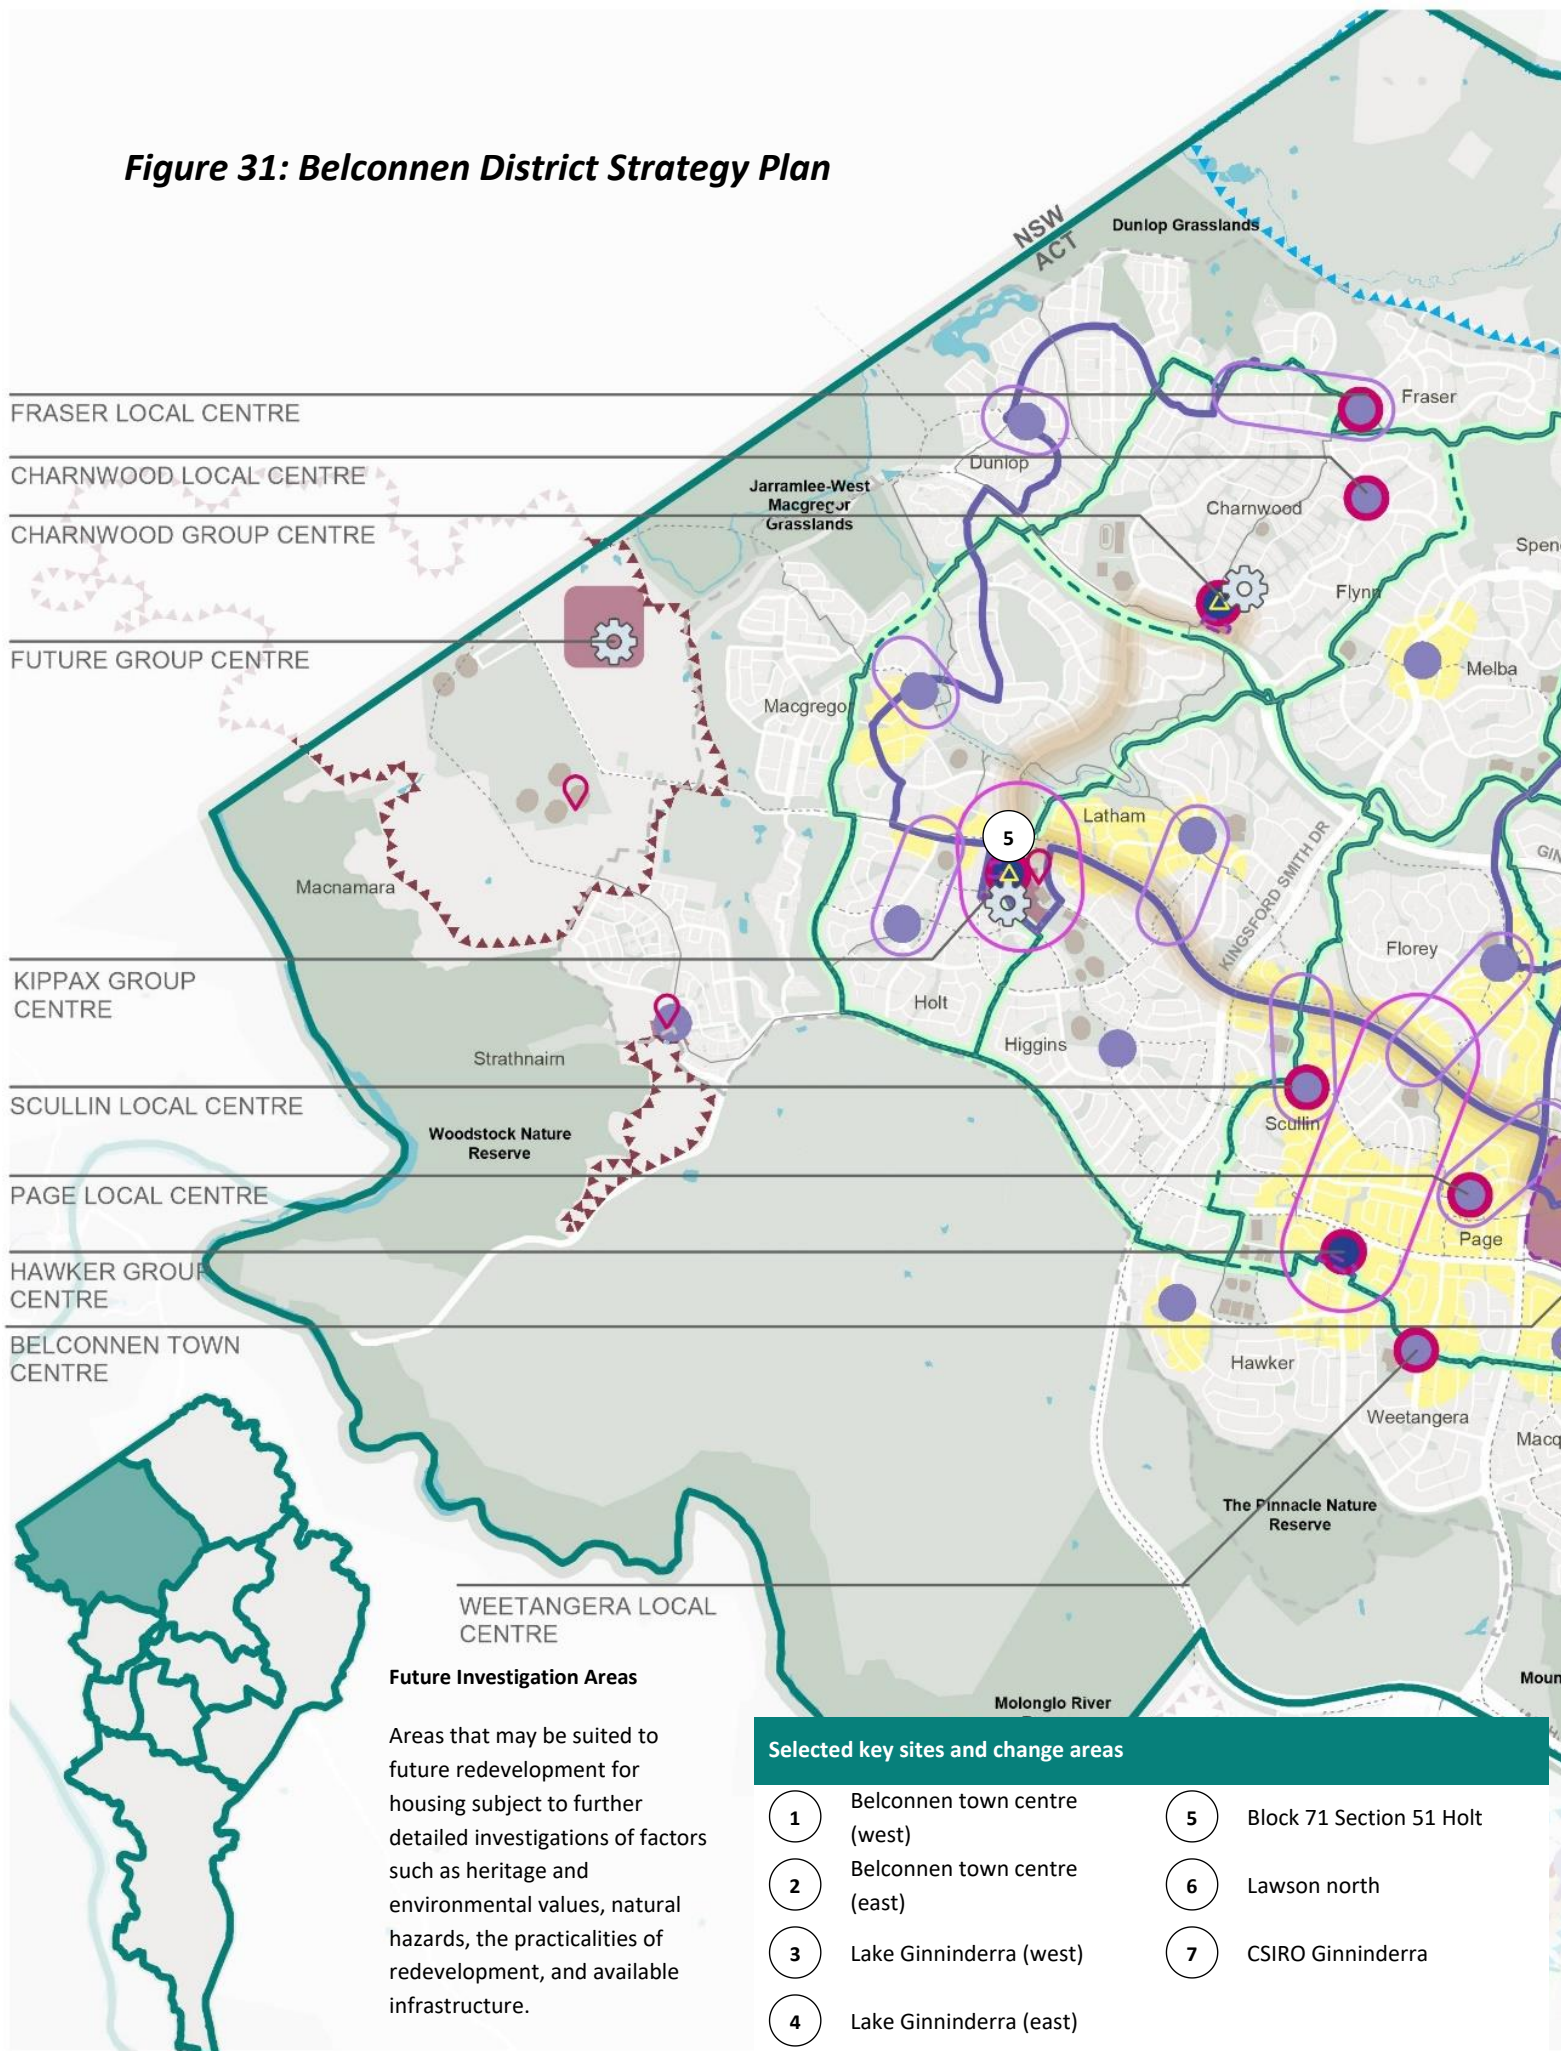 Figure 31: Belconnen District Strategy Plan
NSW
ACT
Dunlop Grasslands
FRASER LOCAL CENTRE
Fraser
CHARNWOOD LOCAL CENTRE
Dunlop
Jarramlee-West
Macgregor
Grasslands
Charnwood
CHARNWOOD GROUP CENTRE
Spen
Flynn
FUTURE GROUP CENTRE
Melba
Macgregor
Latham
5
KINGSFORD SMITH DR
GIN
Macnamara
Florey
KIPPAX GROUP
CENTRE
Holt
Higgins
Strathnairn
SCULLIN LOCAL CENTRE
Scullin
Woodstock Nature
Reserve
PAGE LOCAL CENTRE
Page
HAWKER GROUP
CENTRE
BELCONNEN TOWN
CENTRE
Hawker
Weetangera
Macq
The Pinnacle Nature
Reserve
WEETANGERA LOCAL
CENTRE
Moun
Molonglo River
Future Investigation Areas
Areas that may be suited to
future redevelopment for
housing subject to further
detailed investigations of factors
such as heritage and
environmental values, natural
hazards, the practicalities of
redevelopment, and available
infrastructure.
Selected key sites and change areas
1 Belconnen town centre
(west)
2 Belconnen town centre
(east)
3 Lake Ginninderra (west)
4 Lake Ginninderra (east)
5 Block 71 Section 51 Holt
6 Lawson north
7 CSIRO Ginninderra